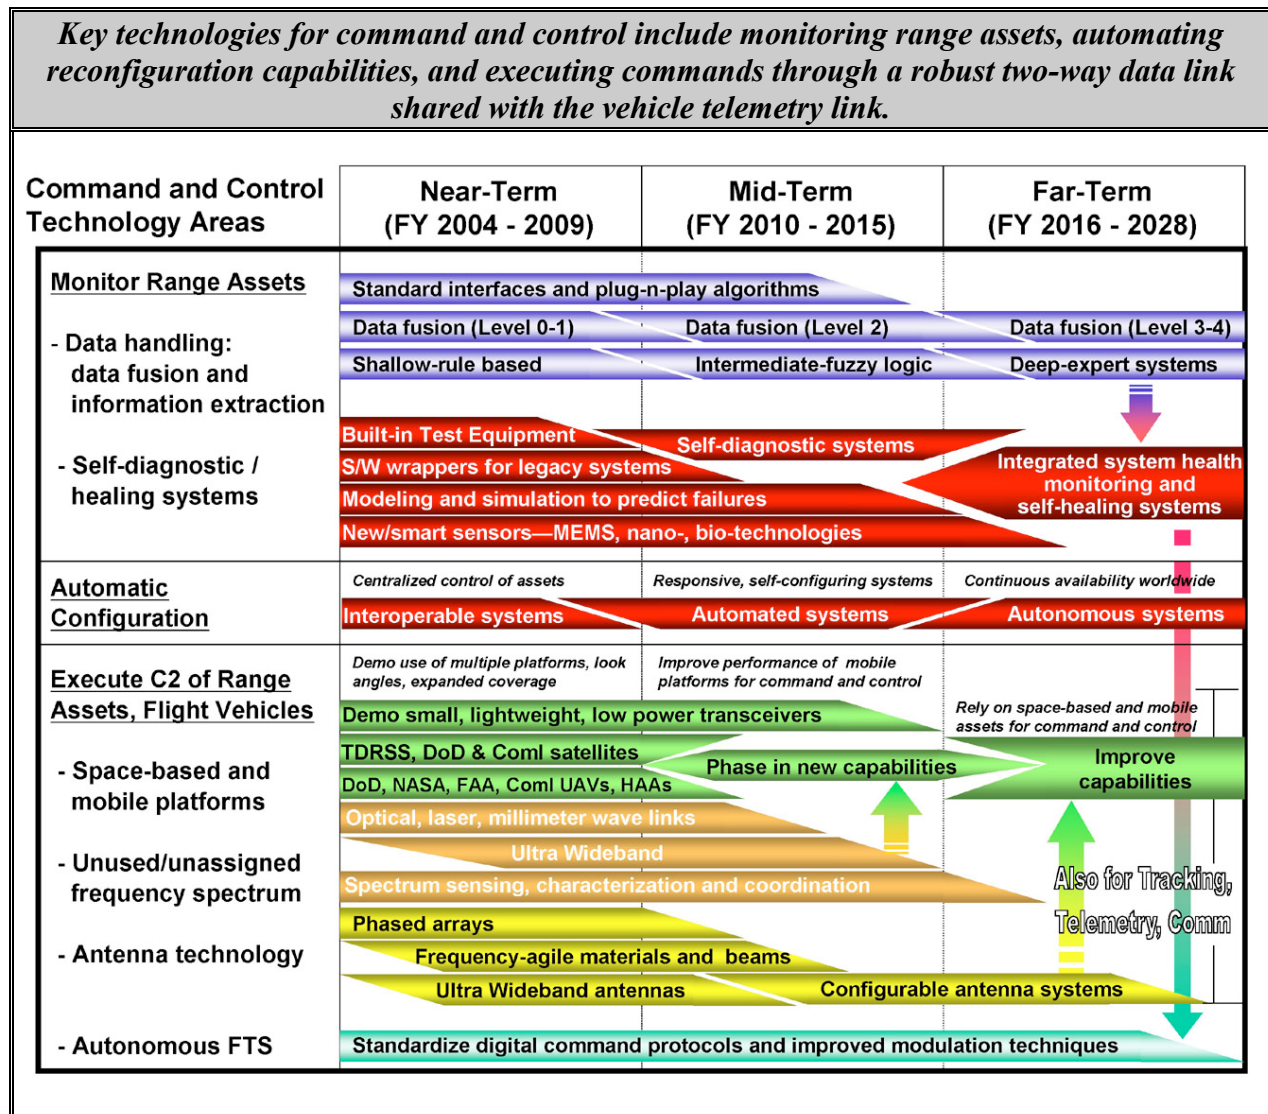 Key technologies for command and control include monitoring range assets, automating
reconfiguration capabilities, and executing commands through a robust two-way data link
shared with the vehicle telemetry link.
Command and Control
Technology Areas
Near-Term
(FY 2004 - 2009)
Mid-Term
(FY 2010 - 2015)
Far-Term
(FY 2016 - 2028)
Monitor Range Assets
- Data handling:
data fusion and
information extraction
- Self-diagnostic /
healing systems
Standard interfaces and plug-n-play algorithms
Data fusion (Level 0-1)
Data fusion (Level 2)
Data fusion (Level 3-4)
Shallow-rule based
Intermediate-fuzzy logic
Deep-expert systems
Built-in Test Equipment
Self-diagnostic systems
S/W wrappers for legacy systems
Modeling and simulation to predict failures
New/smart sensors—MEMS, nano-, bio-technologies
Integrated system health
monitoring and
self-healing systems
Automatic
Configuration
Centralized control of assets
Responsive, self-configuring systems
Continuous availability worldwide
Interoperable systems
Automated systems
Autonomous systems
Execute C2 of Range
Assets, Flight Vehicles
- Space-based and
mobile platforms
- Unused/unassigned
frequency spectrum
- Antenna technology
- Autonomous FTS
Demo use of multiple platforms, look
angles, expanded coverage
Improve performance of mobile
platforms for command and control
Rely on space-based and mobile
assets for command and control
Demo small, lightweight, low power transceivers
TDRSS, DoD & Coml satellites
DoD, NASA, FAA, Coml UAVs, HAAs
Phase in new capabilities
Improve
capabilities
Optical, laser, millimeter wave links
Ultra Wideband
Spectrum sensing, characterization and coordination
Also for Tracking,
Telemetry, Comm
Phased arrays
Frequency-agile materials and beams
Ultra Wideband antennas
Configurable antenna systems
Standardize digital command protocols and improved modulation techniques